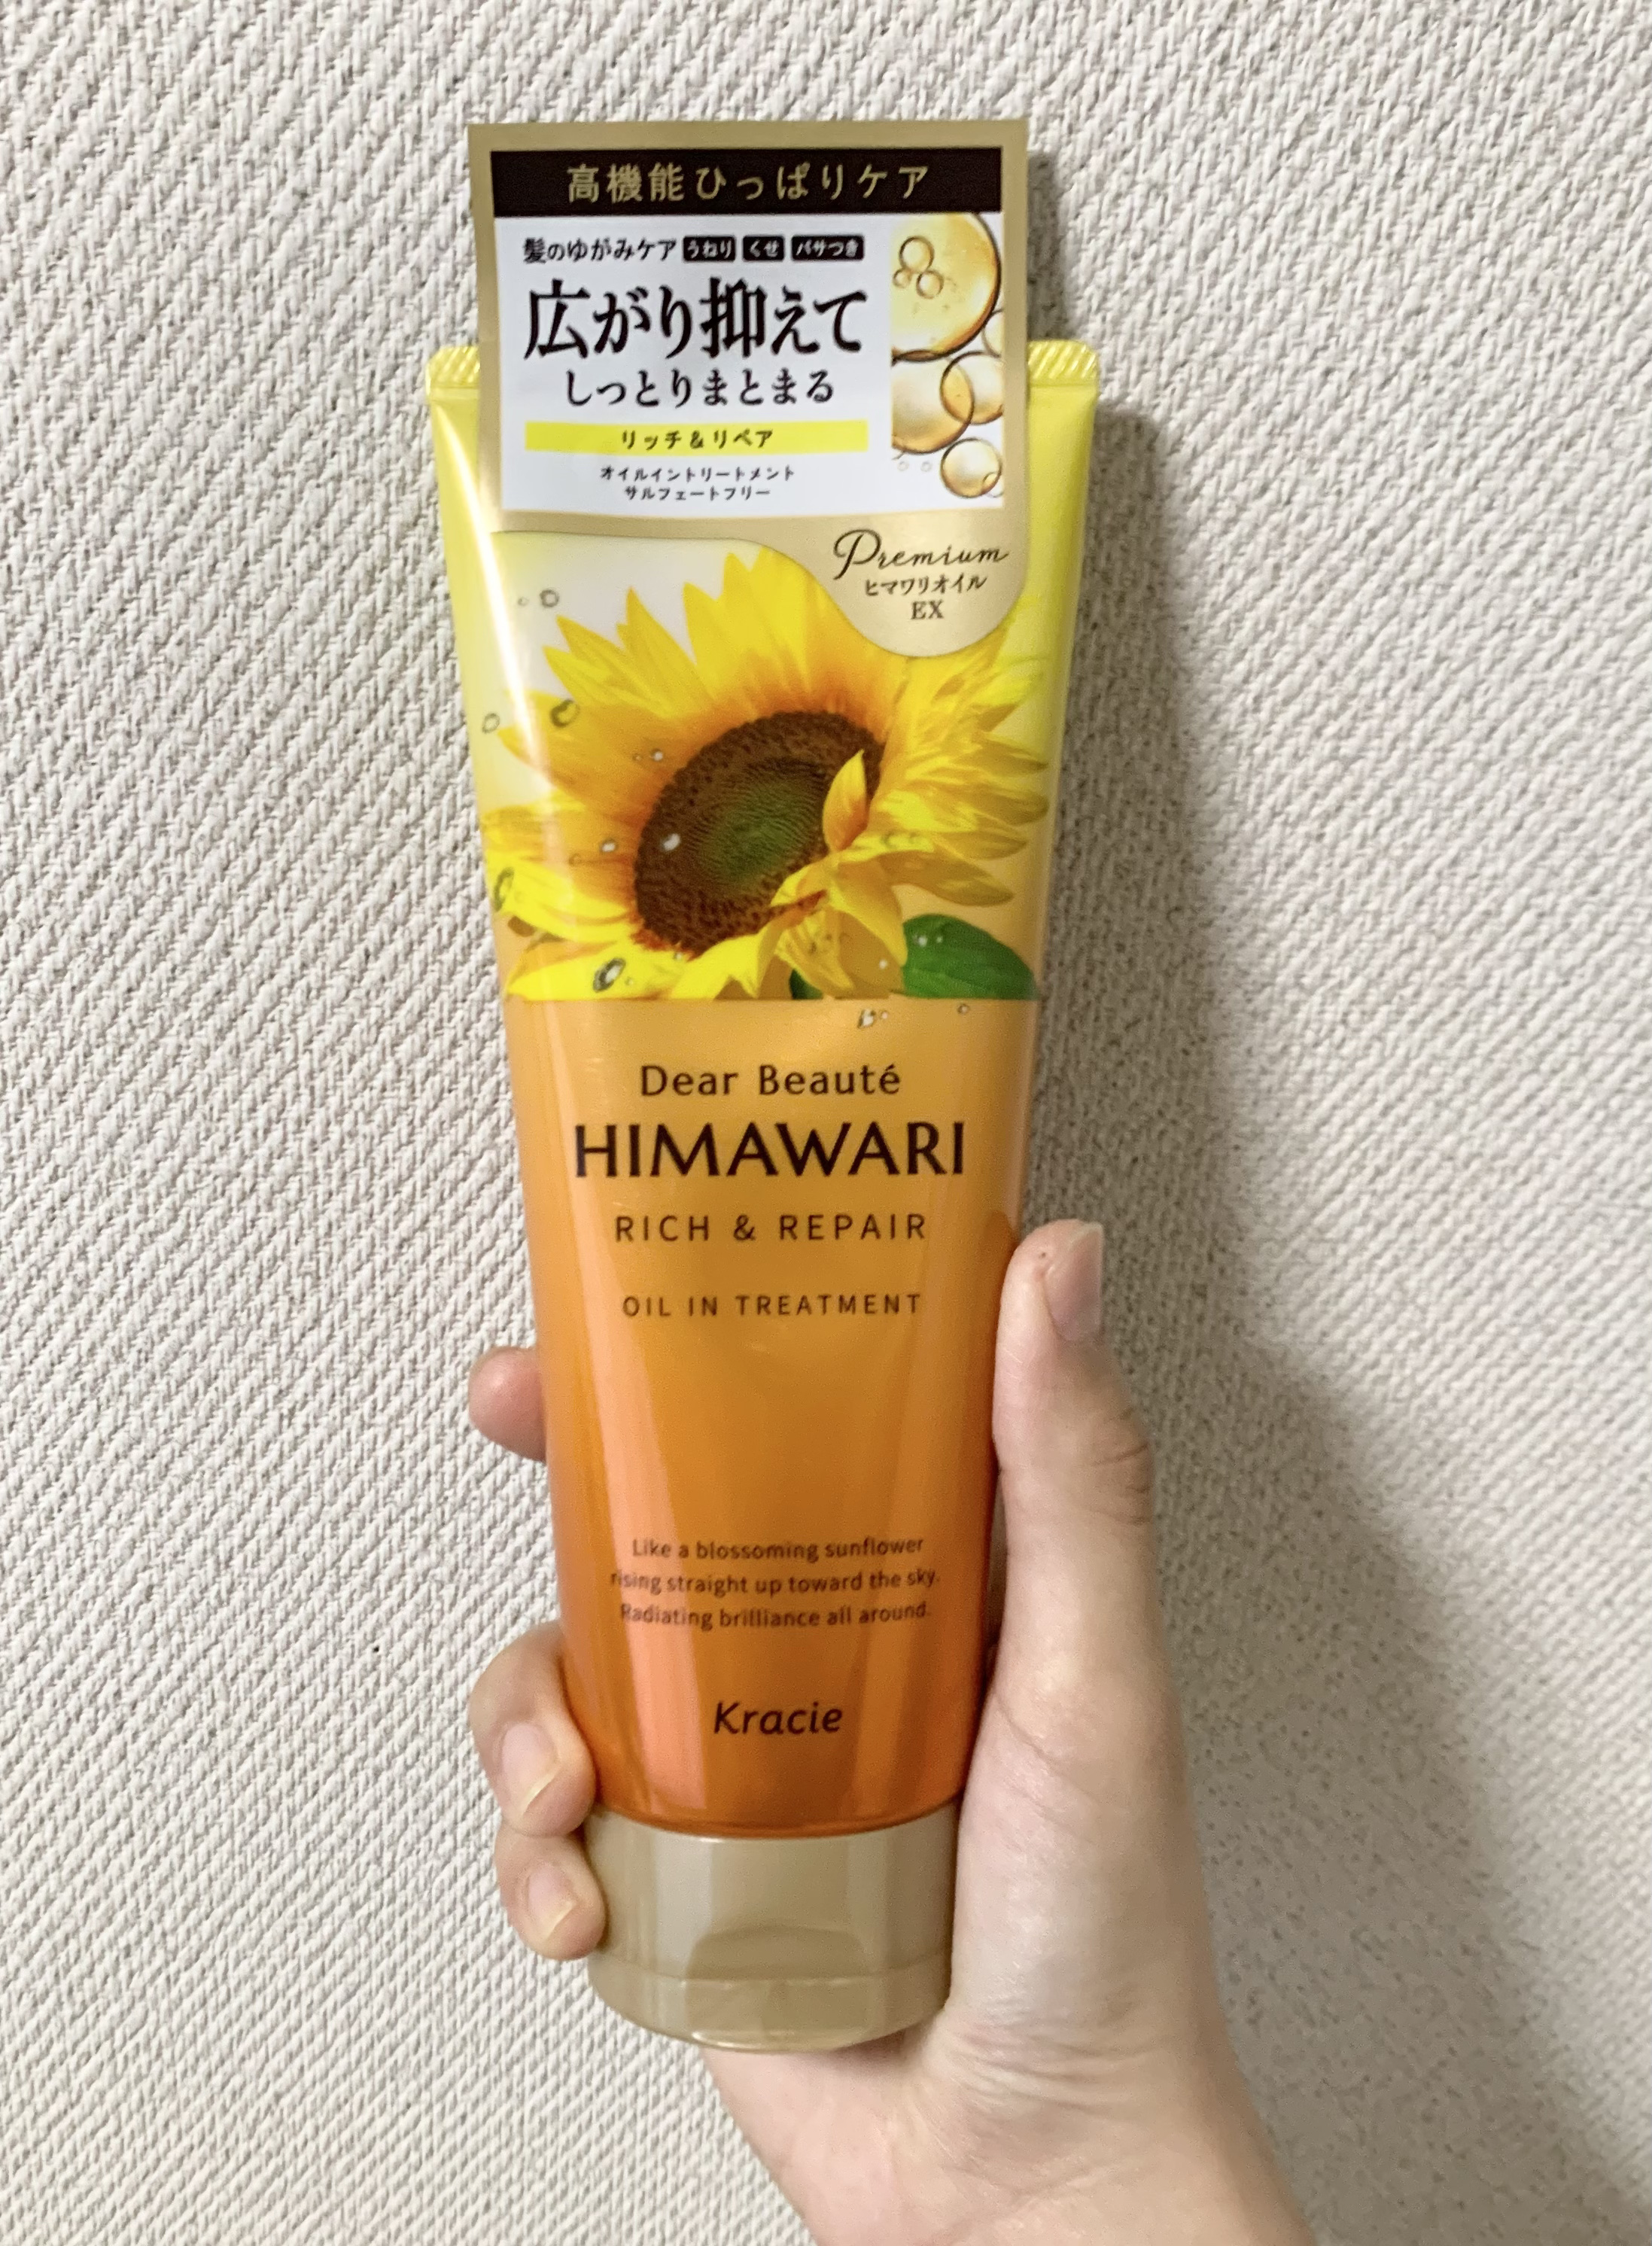 高機能ひっぱりケア
髪のゆがみケア うねり くせ パサつき
広がり抑えて
しっとりまとまる
リッチ&リペア
オイルイントリートメント
サルフェートフリー
Premium
ヒマワリオイル
EX
Dear Beauté
HIMAWARI
RICH & REPAIR
OIL IN TREATMENT
Like a blossoming sunflower
rising straight up toward the sky.
Radiating brilliance all around.
Kracie